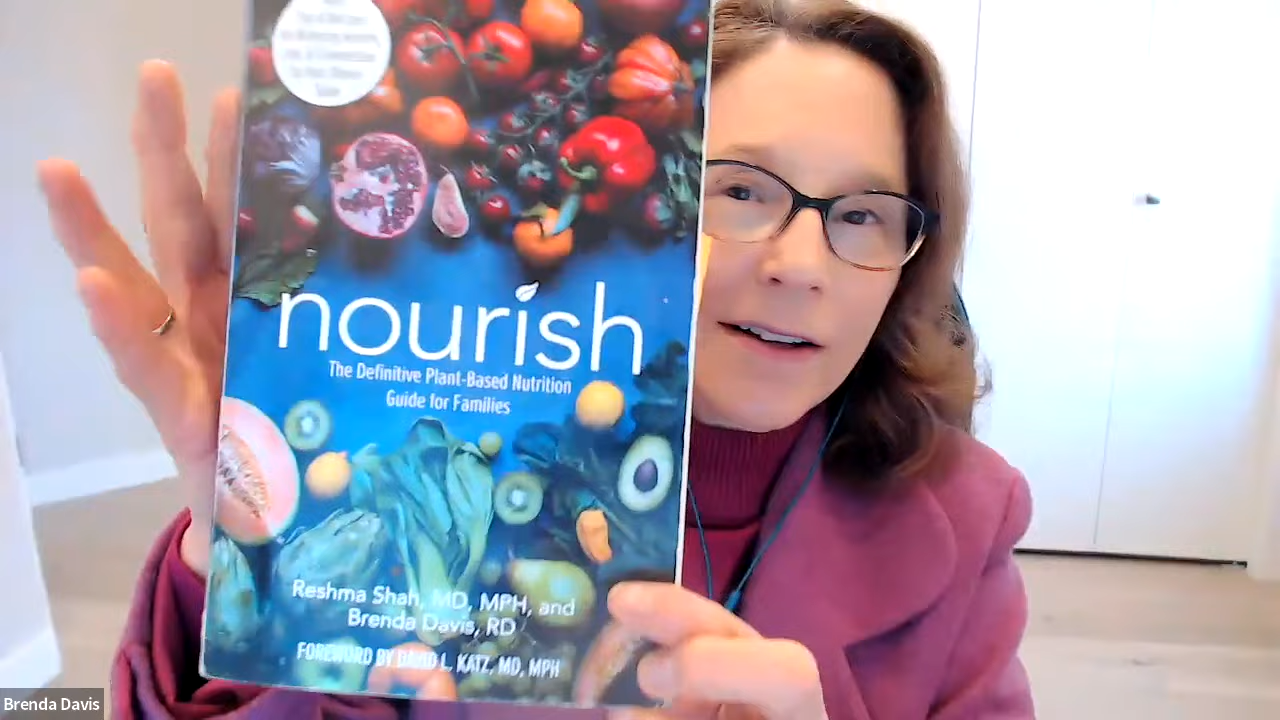 nourish
The Definitive Plant-Based Nutrition
Guide for Families
Reshma Shah, MD, MPH, and
Brenda Davis, RD
FOREWORD BY DAVID L. KATZ, MD, MPH
Brenda Davis